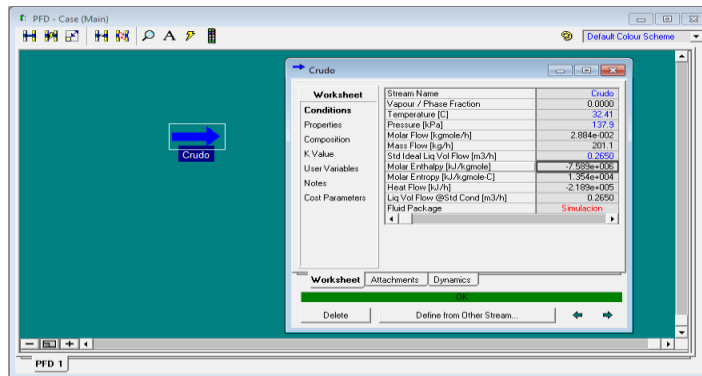 PFD - Case (Main)
A
Default Colour Scheme
Crudo
Crudo
Worksheet
Conditions
Properties
Composition
K Value
User Variables
Notes
Cost Parameters
Stream Name Crudo
Vapour / Phase Fraction 0.0000
Temperature [C] 32.41
Pressure [kPa] 137.9
Molar Flow [kgmole/h] 2.884e-002
Mass Flow [kg/h] 201.1
Std Ideal Liq Vol Flow [m3/h] 0.2650
Molar Enthalpy [kJ/kgmole] -7.589e+006
Molar Entropy [kJ/kgmole-C] 1.354e+004
Heat Flow [kJ/h] -2.189e+005
Liq Vol Flow @Std Cond [m3/h] 0.2650
Fluid Package Simulacion
Worksheet Attachments Dynamics
OK
Delete Define from Other Stream...
PFD 1